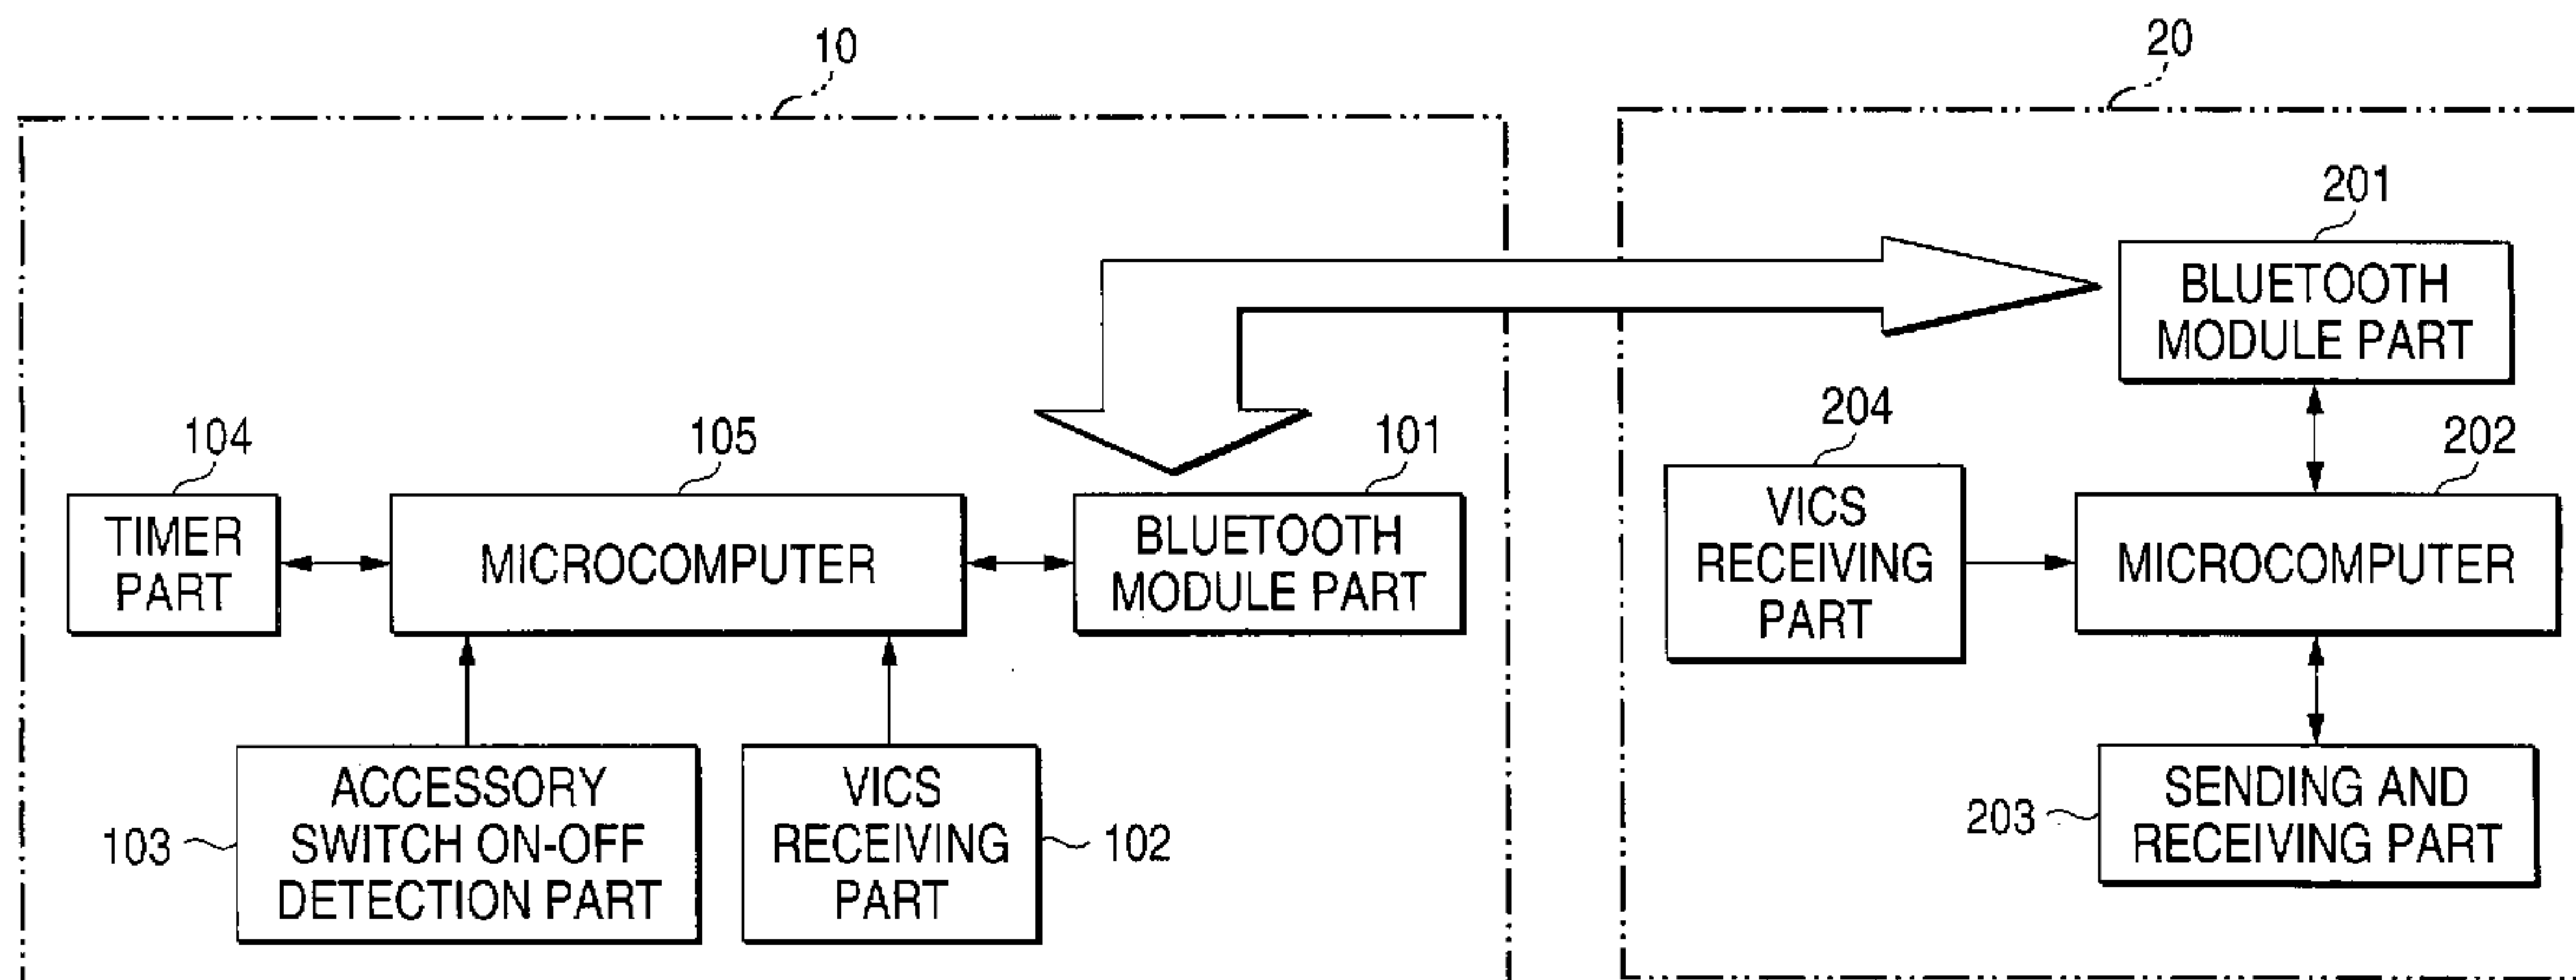 10
20
201
BLUETOOTH
MODULE PART
104
105
101
204
202
TIMER
PART
MICROCOMPUTER
BLUETOOTH
MODULE PART
VICS
RECEIVING
PART
MICROCOMPUTER
103
ACCESSORY
SWITCH ON-OFF
DETECTION PART
VICS
RECEIVING
PART
102
203
SENDING AND
RECEIVING PART